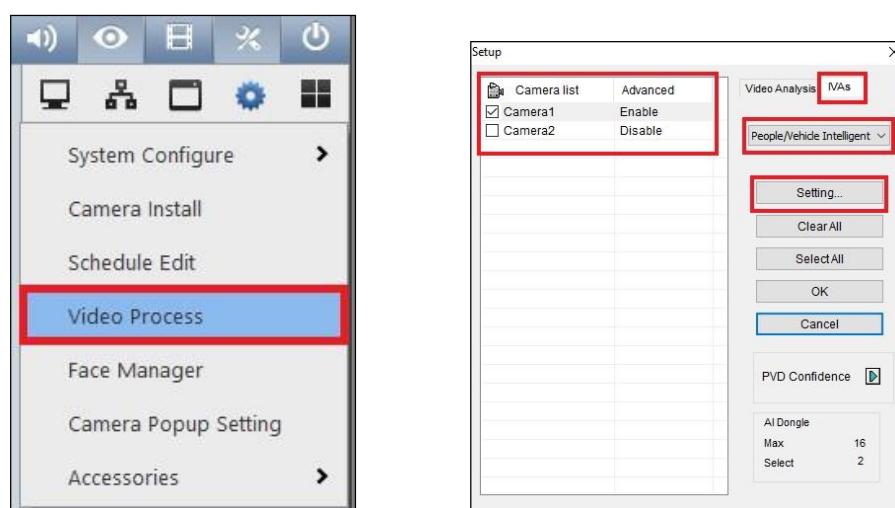 System Configure
Camera Install
Schedule Edit
Video Process
Face Manager
Camera Popup Setting
Accessories
Setup
Camera list Advanced
Camera1 Enable
Camera2 Disable
Video Analysis IVAs
People/Vehicle Intelligent
Setting...
Clear All
Select All
OK
Cancel
PVD Confidence
AI Dongle
Max 16
Select 2